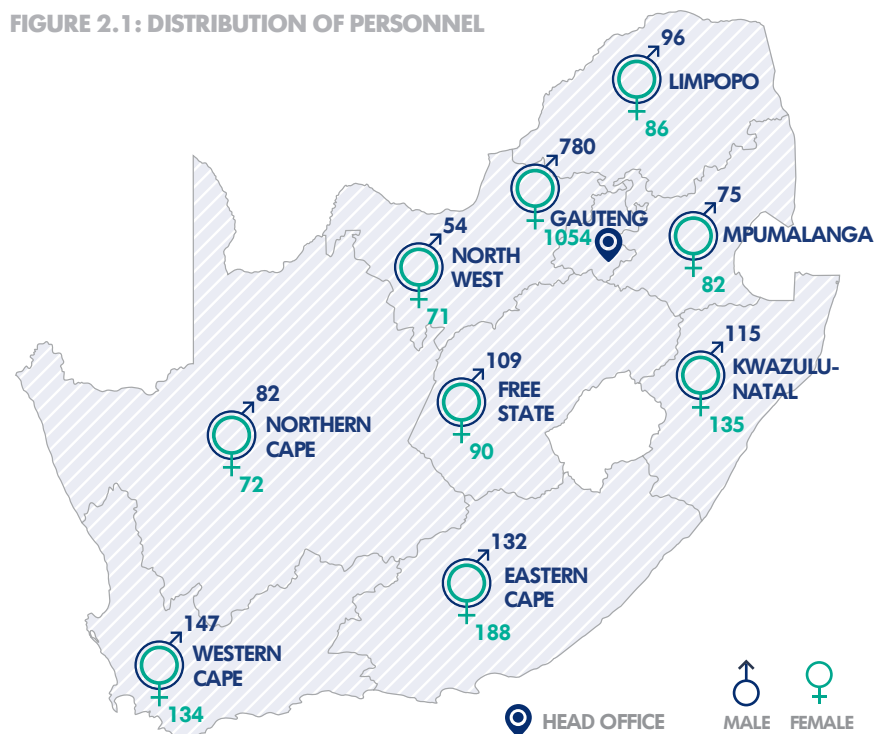 FIGURE 2.1: DISTRIBUTION OF PERSONNEL
96
LIMPOPO
86
780
GAUTENG
1054
75
MPUMALANGA
82
54
NORTH
WEST
71
115
KWAZULU-
NATAL
135
109
FREE
STATE
90
82
NORTHERN
CAPE
72
132
EASTERN
CAPE
188
147
WESTERN
CAPE
134
HEAD OFFICE
MALE
FEMALE